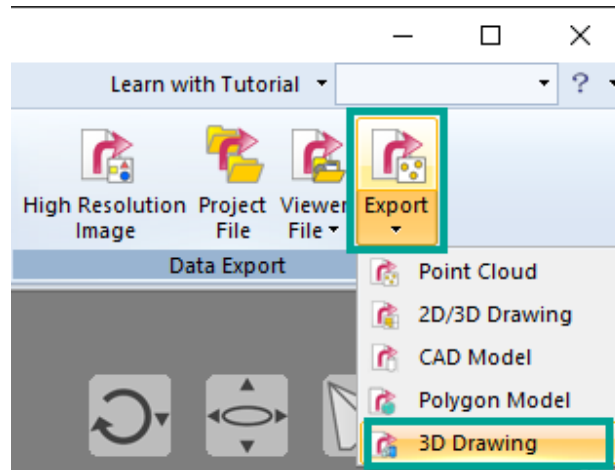 Learn with Tutorial
?
High Resolution Project Viewer Export
Image File File
Data Export
Point Cloud
2D/3D Drawing
CAD Model
Polygon Model
3D Drawing